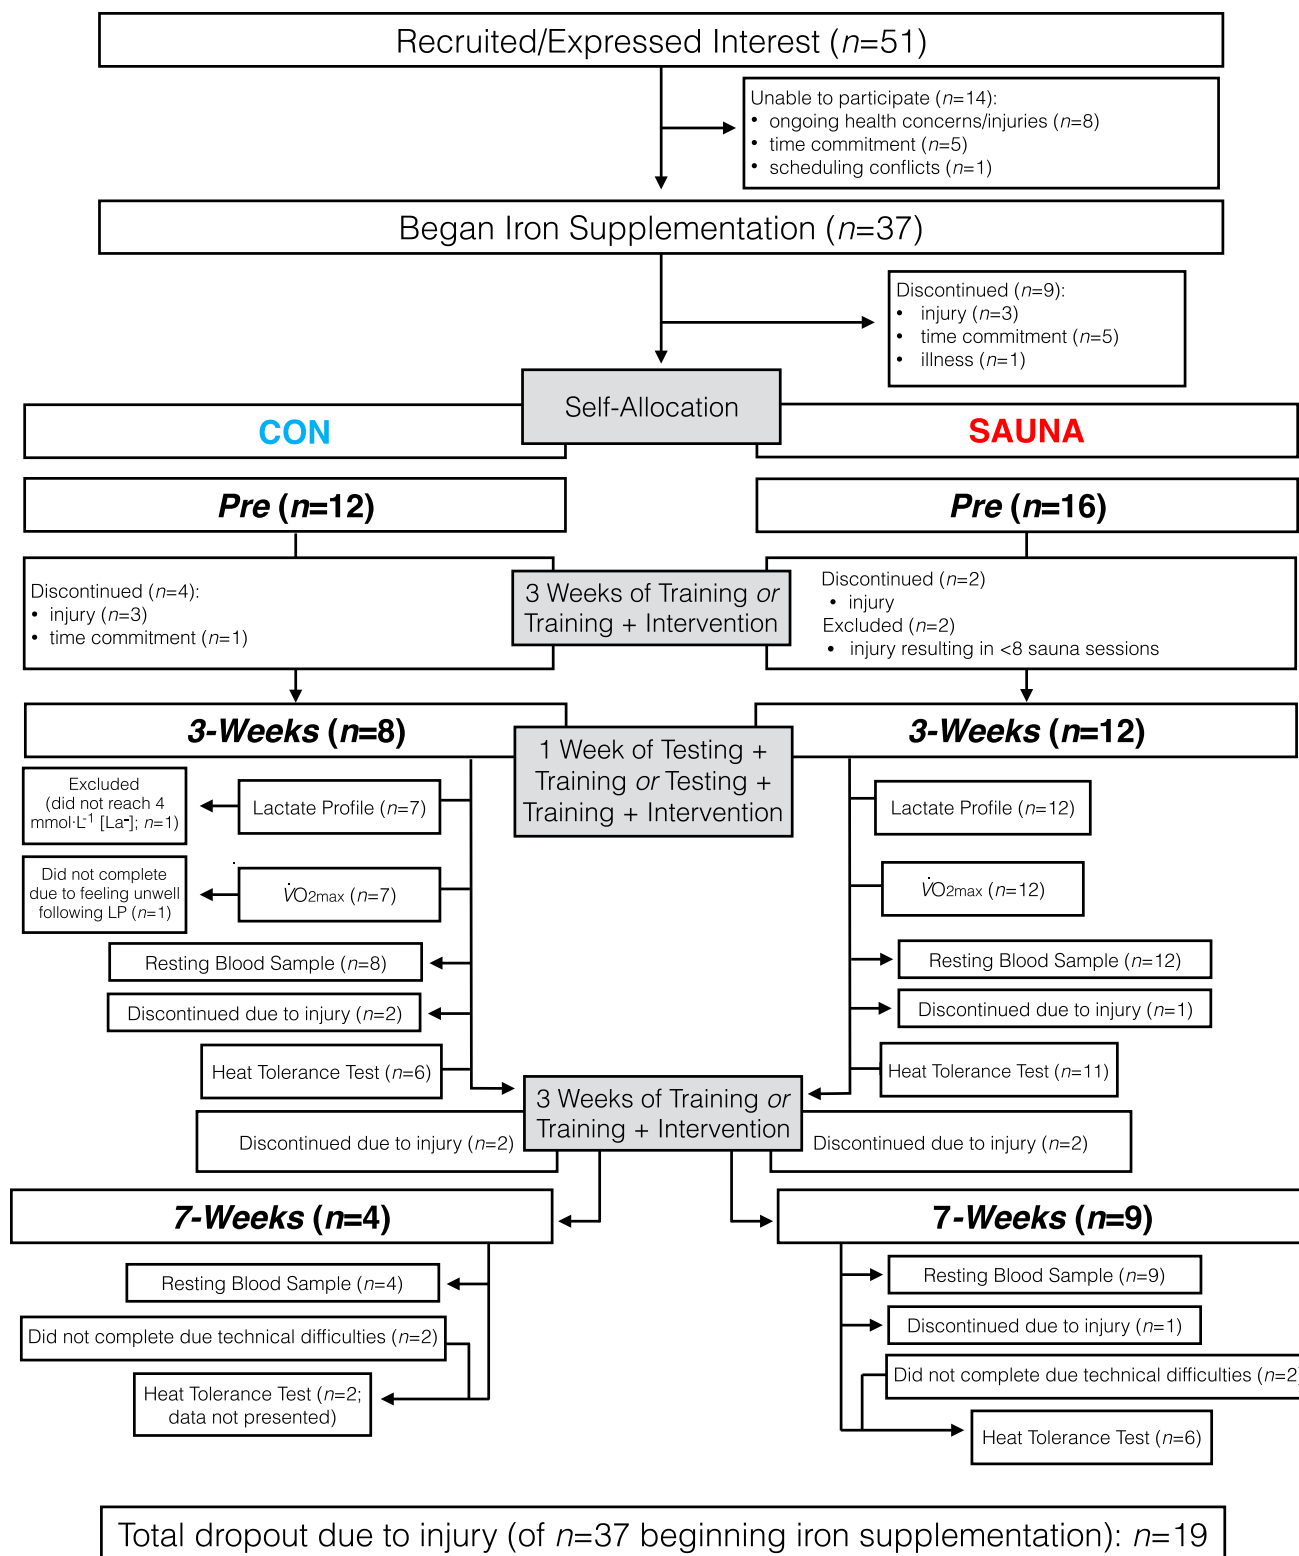 Recruited/Expressed Interest (n=51)
Unable to participate (n=14):
• ongoing health concerns/injuries (n=8)
• time commitment (n=5)
• scheduling conflicts (n=1)
Began Iron Supplementation (n=37)
Discontinued (n=9):
• injury (n=3)
• time commitment (n=5)
• illness (n=1)
Self-Allocation
CON
SAUNA
Pre (n=12)
Pre (n=16)
Discontinued (n=4):
• injury (n=3)
• time commitment (n=1)
3 Weeks of Training or
Training + Intervention
Discontinued (n=2)
• injury
Excluded (n=2)
• injury resulting in <8 sauna sessions
3-Weeks (n=8)
3-Weeks (n=12)
1 Week of Testing +
Training or Testing +
Training + Intervention
Excluded
(did not reach 4
mmol·L-1 [La-]; n=1)
Lactate Profile (n=7)
Lactate Profile (n=12)
Did not complete
due to feeling unwell
following LP (n=1)
V̇O2max (n=7)
V̇O2max (n=12)
Resting Blood Sample (n=8)
Resting Blood Sample (n=12)
Discontinued due to injury (n=2)
Discontinued due to injury (n=1)
Heat Tolerance Test (n=6)
Heat Tolerance Test (n=11)
3 Weeks of Training or
Training + Intervention
Discontinued due to injury (n=2)
Discontinued due to injury (n=2)
7-Weeks (n=4)
7-Weeks (n=9)
Resting Blood Sample (n=4)
Resting Blood Sample (n=9)
Did not complete due technical difficulties (n=2)
Discontinued due to injury (n=1)
Did not complete due technical difficulties (n=2)
Heat Tolerance Test (n=2;
data not presented)
Heat Tolerance Test (n=6)
Total dropout due to injury (of n=37 beginning iron supplementation): n=19